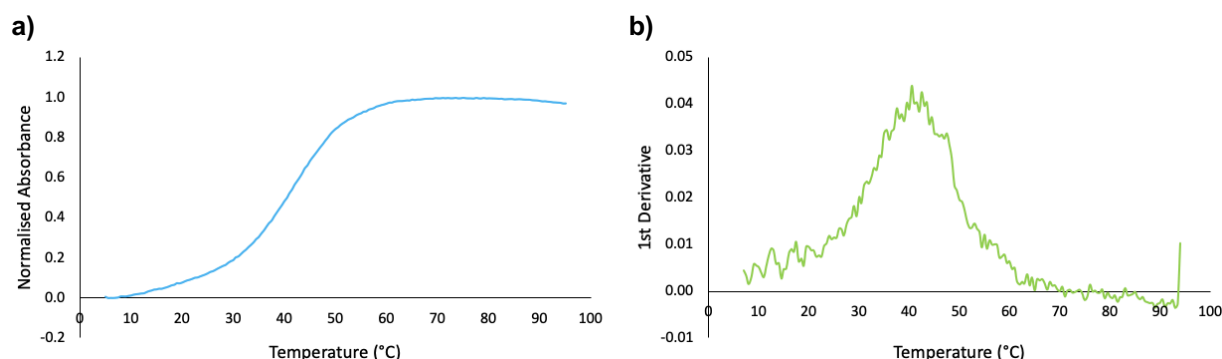 a)
1.2
1.0
0.8
0.6
0.4
0.2
0.0
-0.2
Normalised Absorbance
0 10 20 30 40 50 60 70 80 90 100
Temperature (°C)
b)
0.05
0.04
0.03
0.02
0.01
0.00
-0.01
1st Derivative
0 10 20 30 40 50 60 70 80 90 100
Temperature (°C)